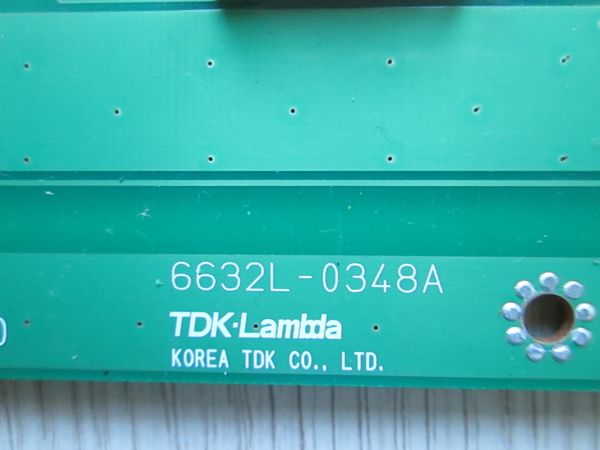 6632L-0348A
TDK-Lambda
KOREA TDK CO., LTD.